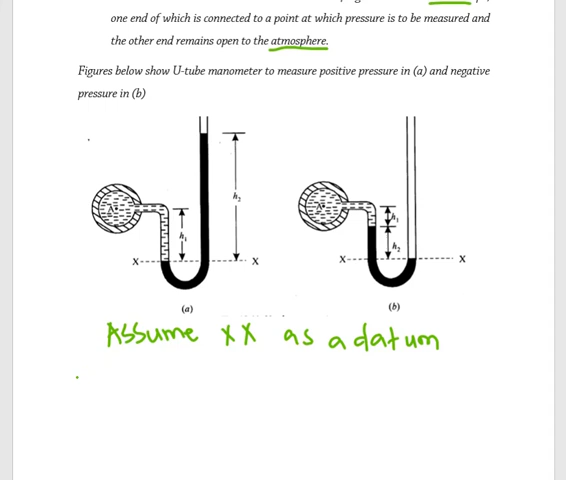 one end of which is connected to a point at which pressure is to be measured and
the other end remains open to the atmosphere.
Figures below show U-tube manometer to measure positive pressure in (a) and negative
pressure in (b)
h₂
A
h₁
X
X
(a)
A
h₁
h₂
X
X
(b)
Assume XX as a datum